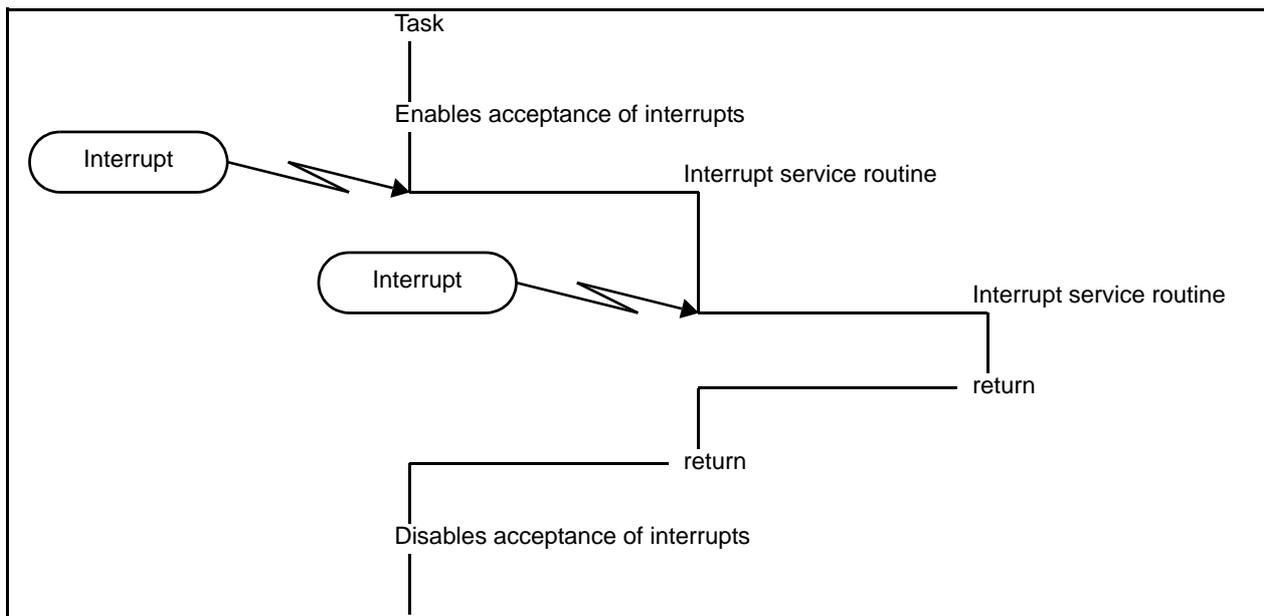 Task
Enables acceptance of interrupts
Interrupt
Interrupt service routine
Interrupt
Interrupt service routine
return
return
Disables acceptance of interrupts